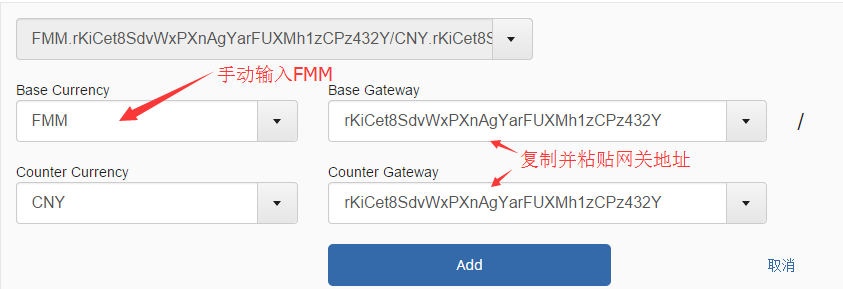 FMM.rKiCet8SdvWxPXnAgYarFUXMh1zCPz432Y/CNY.rKiCet8S
手动输入FMM
Base Currency
Base Gateway
FMM
rKiCet8SdvWxPXnAgYarFUXMh1zCPz432Y
/
复制并粘贴网关地址
Counter Currency
Counter Gateway
CNY
rKiCet8SdvWxPXnAgYarFUXMh1zCPz432Y
Add
取消